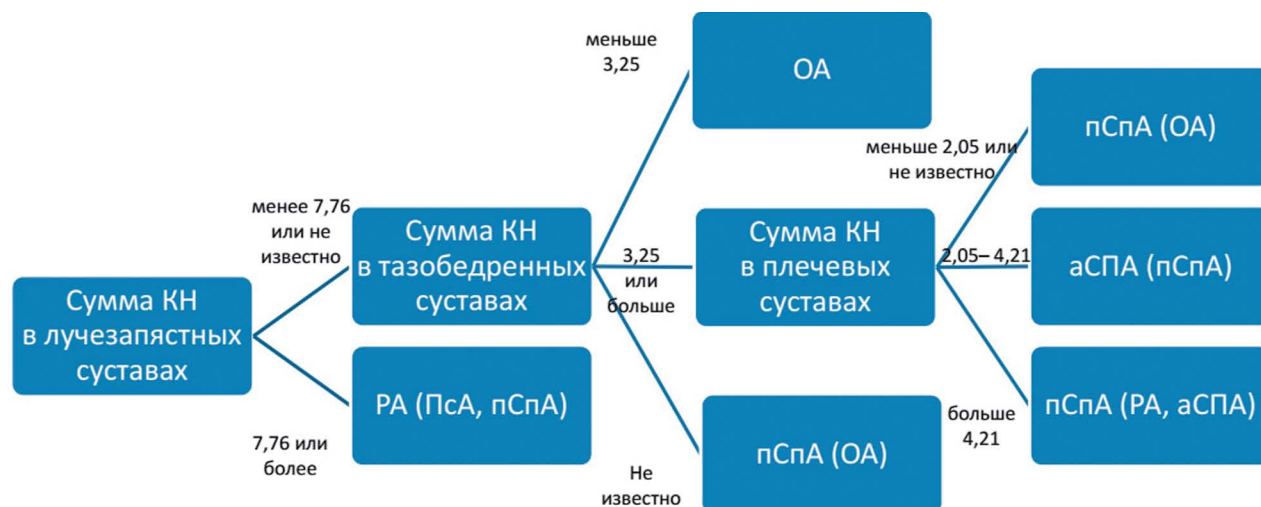 Сумма КН
в лучезапястных
суставах
менее 7,76
или не
известно
7,76 или
более
Сумма КН
в тазобедренных
суставах
РА (ПсА, пСпА)
меньше
3,25
3,25
или
больше
Не
известно
ОА
Сумма КН
в плечевых
суставах
пСпА (ОА)
меньше 2,05 или
не известно
2,05– 4,21
больше
4,21
пСпА (ОА)
аСПА (пСпА)
пСпА (РА, аСПА)